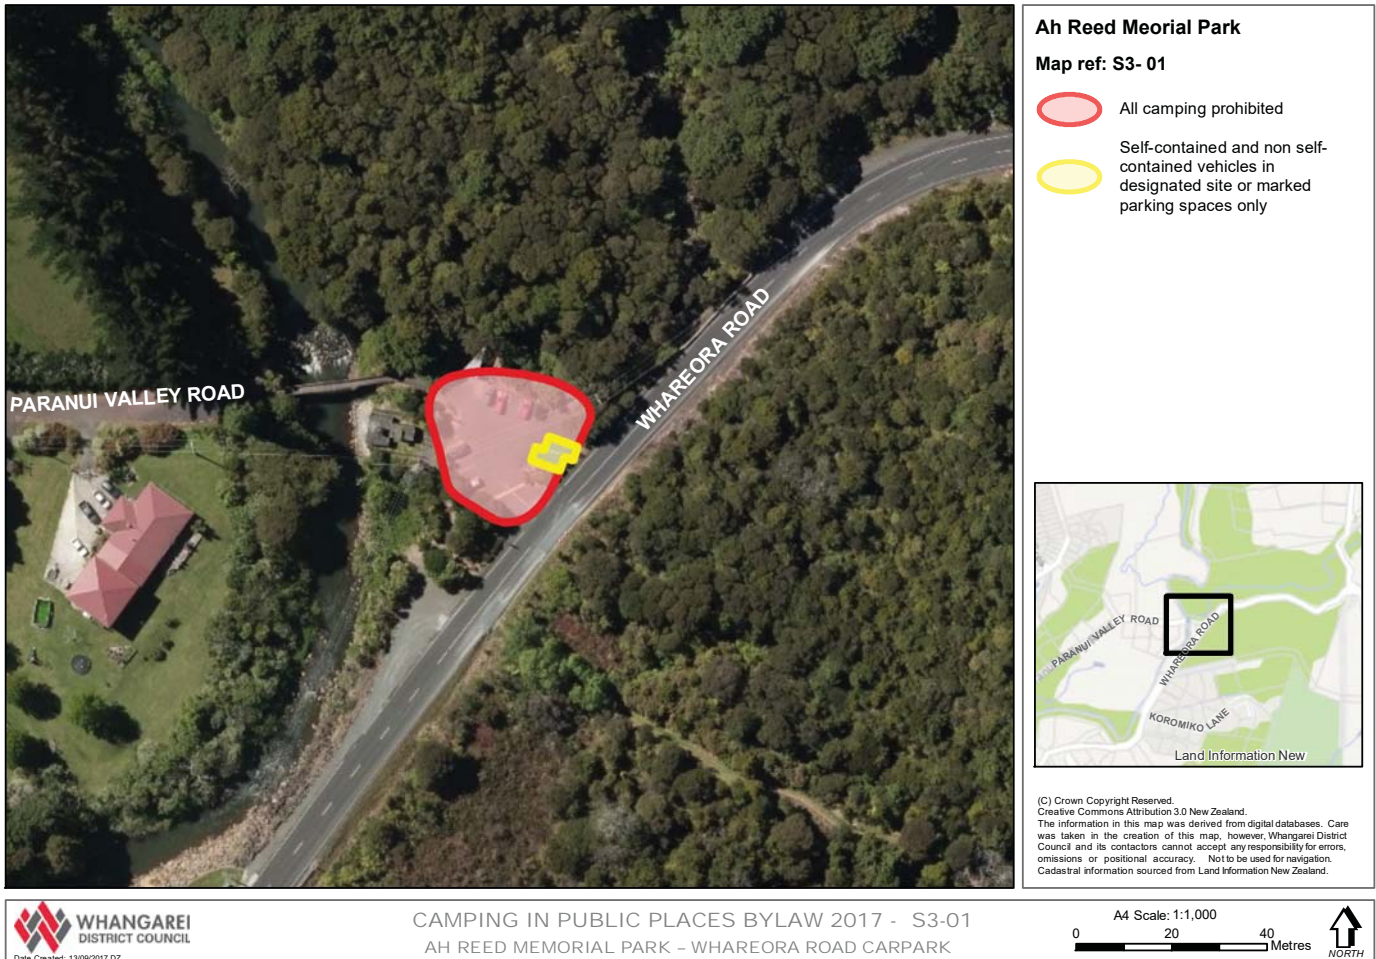 Ah Reed Meorial Park
Map ref: S3- 01
All camping prohibited
Self-contained and non self-
contained vehicles in
designated site or marked
parking spaces only
PARANUI VALLEY ROAD
WHAREORA ROAD
PARANUI VALLEY ROAD
WHAREORA ROAD
KOROMIKO LANE
Land Information New
(C) Crown Copyright Reserved.
Creative Commons Attribution 3.0 New Zealand.
The information in this map was derived from digital databases. Care
was taken in the creation of this map, however, Whangarei District
Council and its contactors cannot accept any responsibility for errors,
omissions or positional accuracy. Not to be used for navigation.
Cadastral information sourced from Land Information New Zealand.
WHANGAREI
DISTRICT COUNCIL
Date Created: 13/09/2017 DZ
CAMPING IN PUBLIC PLACES BYLAW 2017 - S3-01
AH REED MEMORIAL PARK – WHAREORA ROAD CARPARK
A4 Scale: 1:1,000
0 20 40 Metres
NORTH